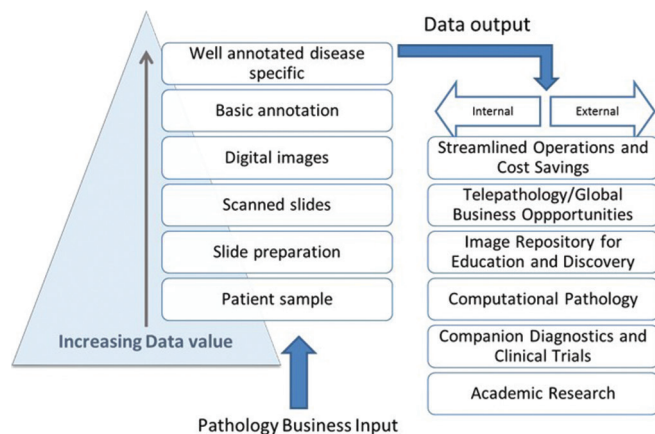 Data output
Well annotated disease
specific
Basic annotation
Digital images
Scanned slides
Slide preparation
Patient sample
Increasing Data value
Pathology Business Input
Internal
External
Streamlined Operations and
Cost Savings
Telepathology/Global
Business Oppportunities
Image Repository for
Education and Discovery
Computational Pathology
Companion Diagnostics and
Clinical Trials
Academic Research